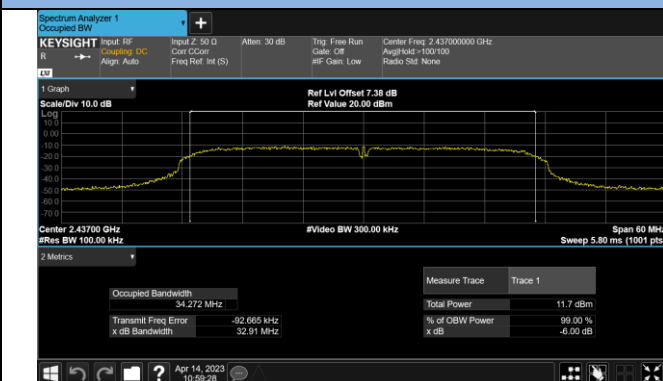 Spectrum Analyzer 1
Occupied BW
+
KEYSIGHT Input: RF Input Z: 50 Ω Atten: 30 dB Trig: Free Run Center Freq: 2.437000000 GHz
R Coupling: DC Corr CCorr Gate: Off Avg|Hold:>100/100
Align: Auto Freq Ref: Int (S) #IF Gain: Low Radio Std: None
LXI
1 Graph Ref Lvl Offset 7.38 dB
Scale/Div 10.0 dB Ref Value 20.00 dBm
Log
10.0
0.00
-10.0
-20.0
-30.0
-40.0
-50.0
-60.0
-70.0
Center 2.43700 GHz #Video BW 300.00 kHz Span 60 MHz
#Res BW 100.00 kHz Sweep 5.80 ms (1001 pts
2 Metrics
Measure Trace Trace 1
Occupied Bandwidth
34.272 MHz
Total Power 11.7 dBm
Transmit Freq Error -92.665 kHz % of OBW Power 99.00 %
x dB Bandwidth 32.91 MHz x dB -6.00 dB
? Apr 14, 2023
10:59:28